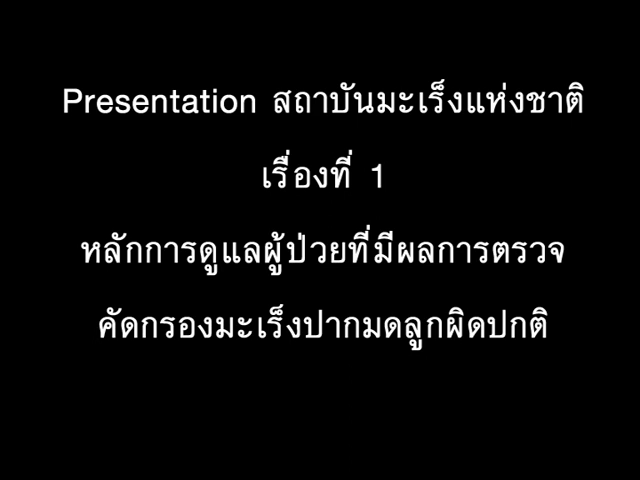 Presentation สถาบันมะเร็งแห่งชาติ
เรื่องที่ 1
หลักการดูแลผู้ป่วยที่มีผลการตรวจ
คัดกรองมะเร็งปากมดลูกผิดปกติ